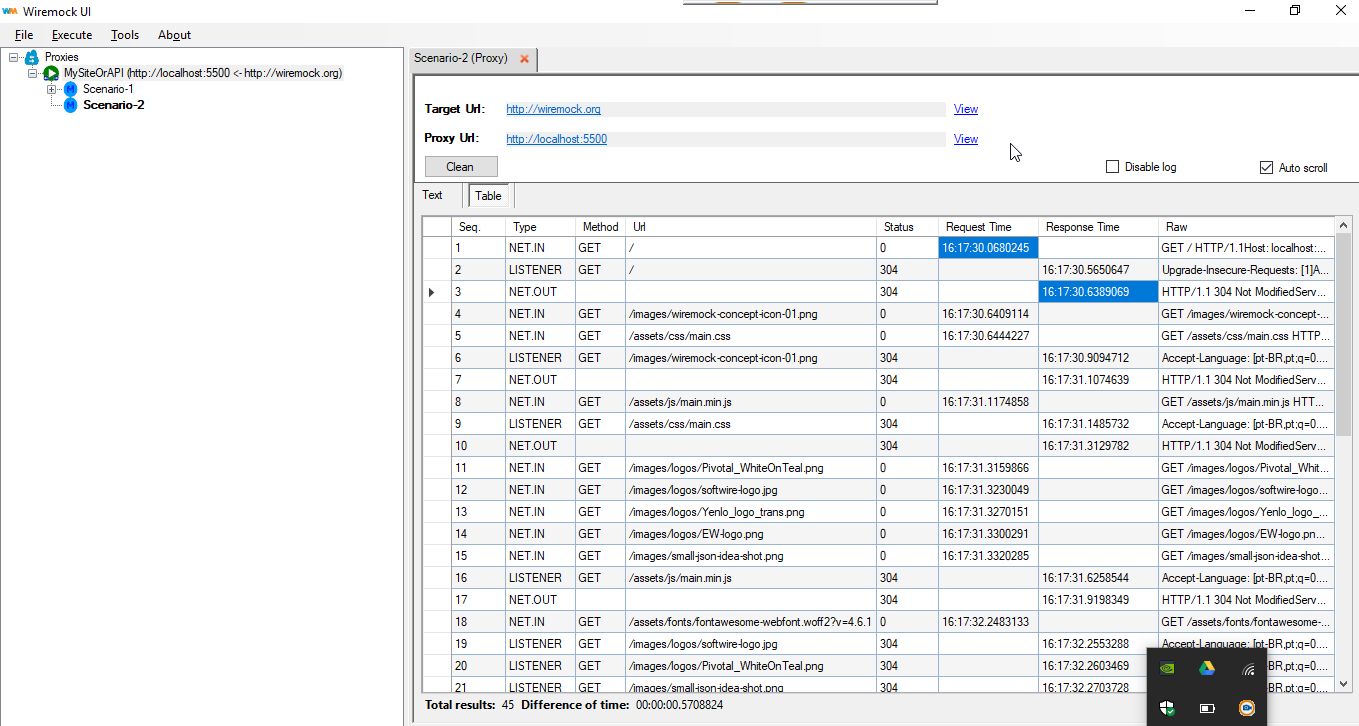 WM Wiremock UI
File Execute Tools About
Proxies
MySiteOrAPI (http://localhost:5500 <- http://wiremock.org)
M Scenario-1
M Scenario-2
Scenario-2 (Proxy)
Target Url: http://wiremock.org View
Proxy Url: http://localhost:5500 View
Clean Disable log Auto scroll
Text Table
Seq. Type Method Url Status Request Time Response Time Raw
1 NET.IN GET / 0 16:17:30.0680245 GET / HTTP/1.1Host: localhost:...
2 LISTENER GET / 304 16:17:30.5650647 Upgrade-Insecure-Requests: [1]A...
3 NET.OUT 304 16:17:30.6389069 HTTP/1.1 304 Not ModifiedServ...
4 NET.IN GET /images/wiremock-concept-icon-01.png 0 16:17:30.6409114 GET /images/wiremock-concept-...
5 NET.IN GET /assets/css/main.css 0 16:17:30.6444227 GET /assets/css/main.css HTTP...
6 LISTENER GET /images/wiremock-concept-icon-01.png 304 16:17:30.9094712 Accept-Language: [pt-BR,pt;q=0....
7 NET.OUT 304 16:17:31.1074639 HTTP/1.1 304 Not ModifiedServ...
8 NET.IN GET /assets/js/main.min.js 0 16:17:31.1174858 GET /assets/js/main.min.js HTT...
9 LISTENER GET /assets/css/main.css 304 16:17:31.1485732 Accept-Language: [pt-BR,pt;q=0....
10 NET.OUT 304 16:17:31.3129782 HTTP/1.1 304 Not ModifiedServ...
11 NET.IN GET /images/logos/Pivotal_WhiteOnTeal.png 0 16:17:31.3159866 GET /images/logos/Pivotal_Whit...
12 NET.IN GET /images/logos/softwire-logo.jpg 0 16:17:31.3230049 GET /images/logos/softwire-logo...
13 NET.IN GET /images/logos/Yenlo_logo_trans.png 0 16:17:31.3270151 GET /images/logos/Yenlo_logo_...
14 NET.IN GET /images/logos/EW-logo.png 0 16:17:31.3300291 GET /images/logos/EW-logo.pn...
15 NET.IN GET /images/small-json-idea-shot.png 0 16:17:31.3320285 GET /images/small-json-idea-shot...
16 LISTENER GET /assets/js/main.min.js 304 16:17:31.6258544 Accept-Language: [pt-BR,pt;q=0....
17 NET.OUT 304 16:17:31.9198349 HTTP/1.1 304 Not ModifiedServ...
18 NET.IN GET /assets/fonts/fontawesome-webfont.woff2?v=4.6.1 0 16:17:32.2483133 GET /assets/fonts/fontawesome-...
19 LISTENER GET /images/logos/softwire-logo.jpg 304 16:17:32.2553288 Accept-Language: [pt-BR,pt;q=0....
20 LISTENER GET /images/logos/Pivotal_WhiteOnTeal.png 304 16:17:32.2603469 BR,pt;q=0....
21 LISTENER GET /images/small-json-idea-shot.png 304 16:17:32.2703728 BR,pt;q=0....
Total results: 45 Difference of time: 00:00:00.5708824